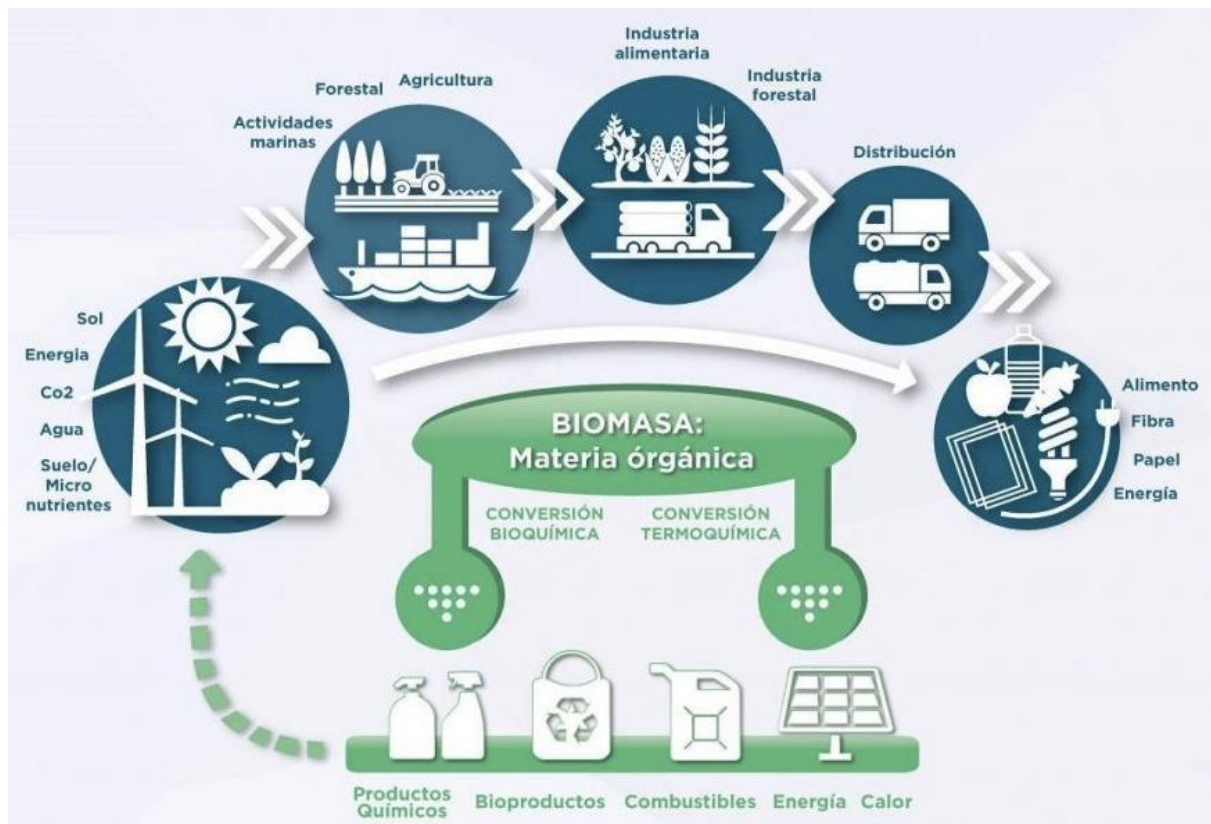 Industria
alimentaria
Industria
forestal
Forestal
Agricultura
Actividades
marinas
Distribución
Sol
Energia
Co2
Agua
Suelo/
Micro
nutrientes
Alimento
Fibra
Papel
Energía
BIOMASA:
Materia órgánica
CONVERSIÓN
BIOQUÍMICA
CONVERSIÓN
TERMOQUÍMICA
Productos
Químicos
Bioproductos
Combustibles
Energía
Calor